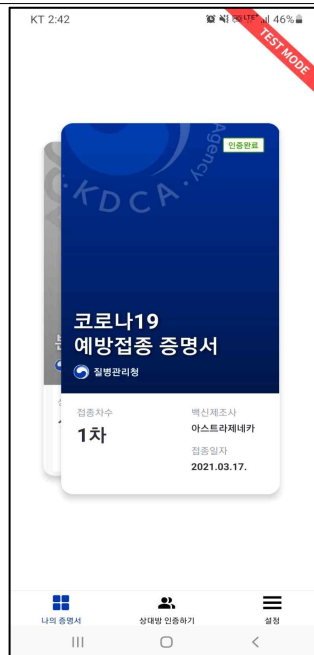 KT 2:42
46%
TEST MODE
Agency
KDCA
인증완료
코로나19
예방접종 증명서
질병관리청
접종차수
1차
백신제조사
아스트라제네카
접종일자
2021.03.17.
나의 증명서
상대방 인증하기
설정